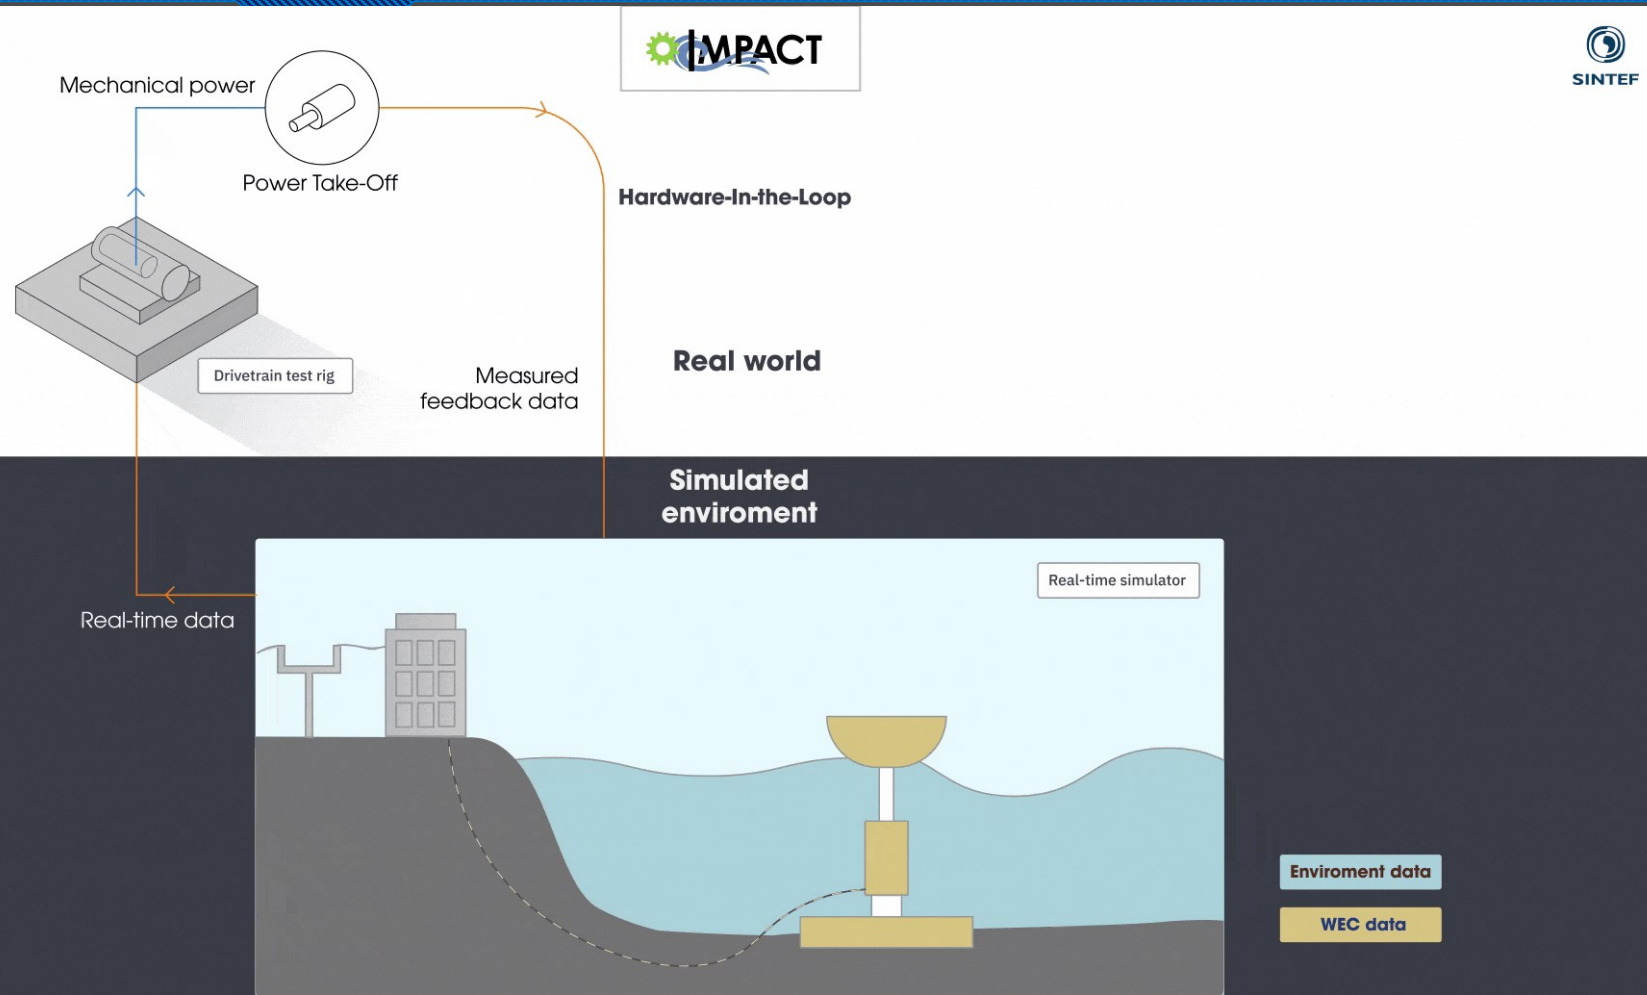 IMPACT
SINTEF
Mechanical power
Power Take-Off
Hardware-In-the-Loop
Drivetrain test rig
Measured
feedback data
Real world
Simulated
enviroment
Real-time simulator
Real-time data
Enviroment data
WEC data